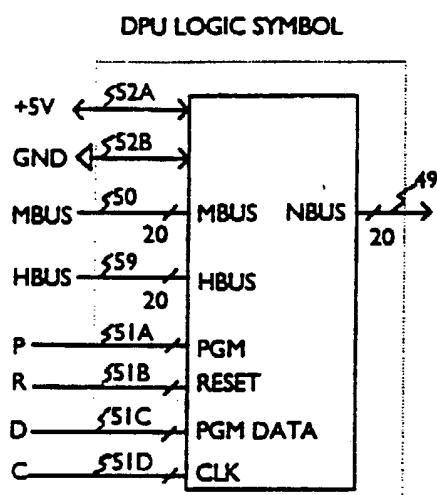 DPU LOGIC SYMBOL
+5V 52A
GND 52B
49
MBUS 50 MBUS NBUS
20 20
HBUS 59 HBUS
20
P 51A PGM
R 51B RESET
D 51C PGM DATA
C 51D CLK